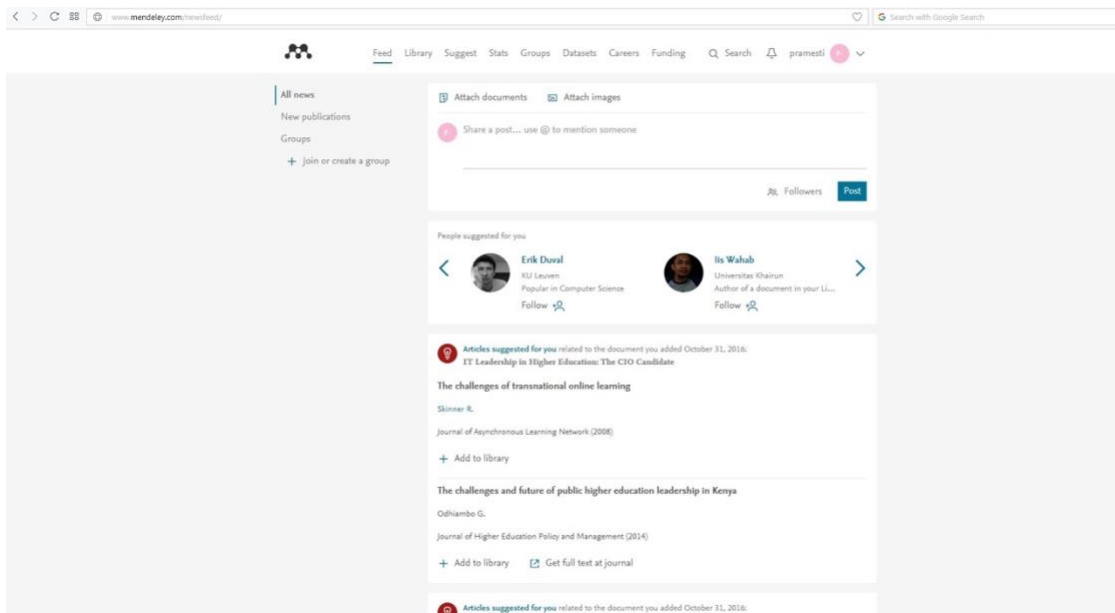 www.mendeley.com/newsfeed/
Search with Google Search
Feed Library Suggest Stats Groups Datasets Careers Funding Search pramesti
All news
New publications
Groups
+ Join or create a group
Attach documents Attach images
Share a post... use @ to mention someone
Followers Post
People suggested for you
Erik Duval
KU Leuven
Popular in Computer Science
Follow
Iis Wahab
Universitas Khairun
Author of a document in your Li...
Follow
Articles suggested for you related to the document you added October 31, 2016:
IT Leadership in Higher Education: The CIO Candidate
The challenges of transnational online learning
Skinner R.
Journal of Asynchronous Learning Network (2008)
+ Add to library
The challenges and future of public higher education leadership in Kenya
Odhiambo G.
Journal of Higher Education Policy and Management (2014)
+ Add to library Get full text at journal
Articles suggested for you related to the document you added October 31, 2016: